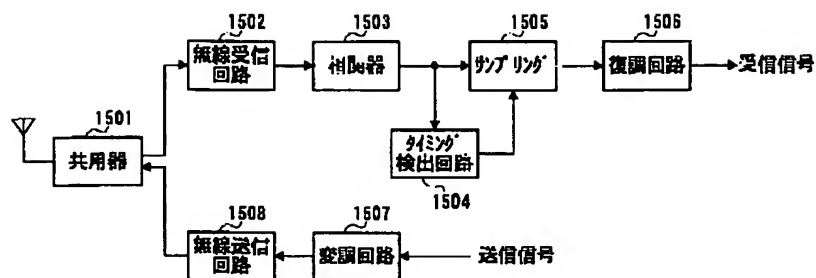 1502
無線受信
回路
1503
相関器
1505
サンプリング
1506
復調回路
受信信号
1501
共用器
タイミング
検出回路
1504
1508
無線送信
回路
1507
変調回路
送信信号